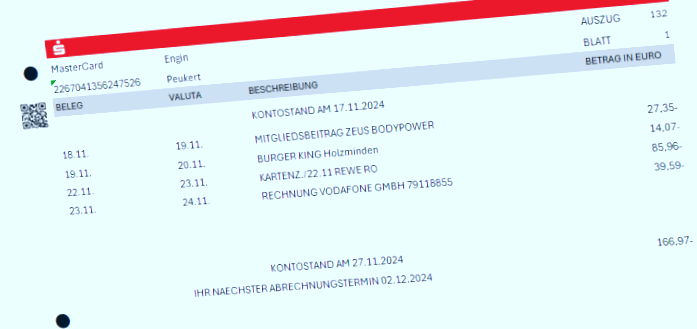 AUSZUG 132
MasterCard Engin BLATT 1
2267041356247526 Peukert
BELEG VALUTA BESCHREIBUNG BETRAG IN EURO
KONTOSTAND AM 17.11.2024
18.11. 19.11. MITGLIEDSBEITRAG ZEUS BODYPOWER 27,35-
19.11. 20.11. BURGER KING Holzminden 14,07-
22.11. 23.11. KARTENZ./22.11 REWE RO 85,96-
23.11. 24.11. RECHNUNG VODAFONE GMBH 79118855 39,59-
KONTOSTAND AM 27.11.2024 166,97-
IHR NAECHSTER ABRECHNUNGSTERMIN 02.12.2024